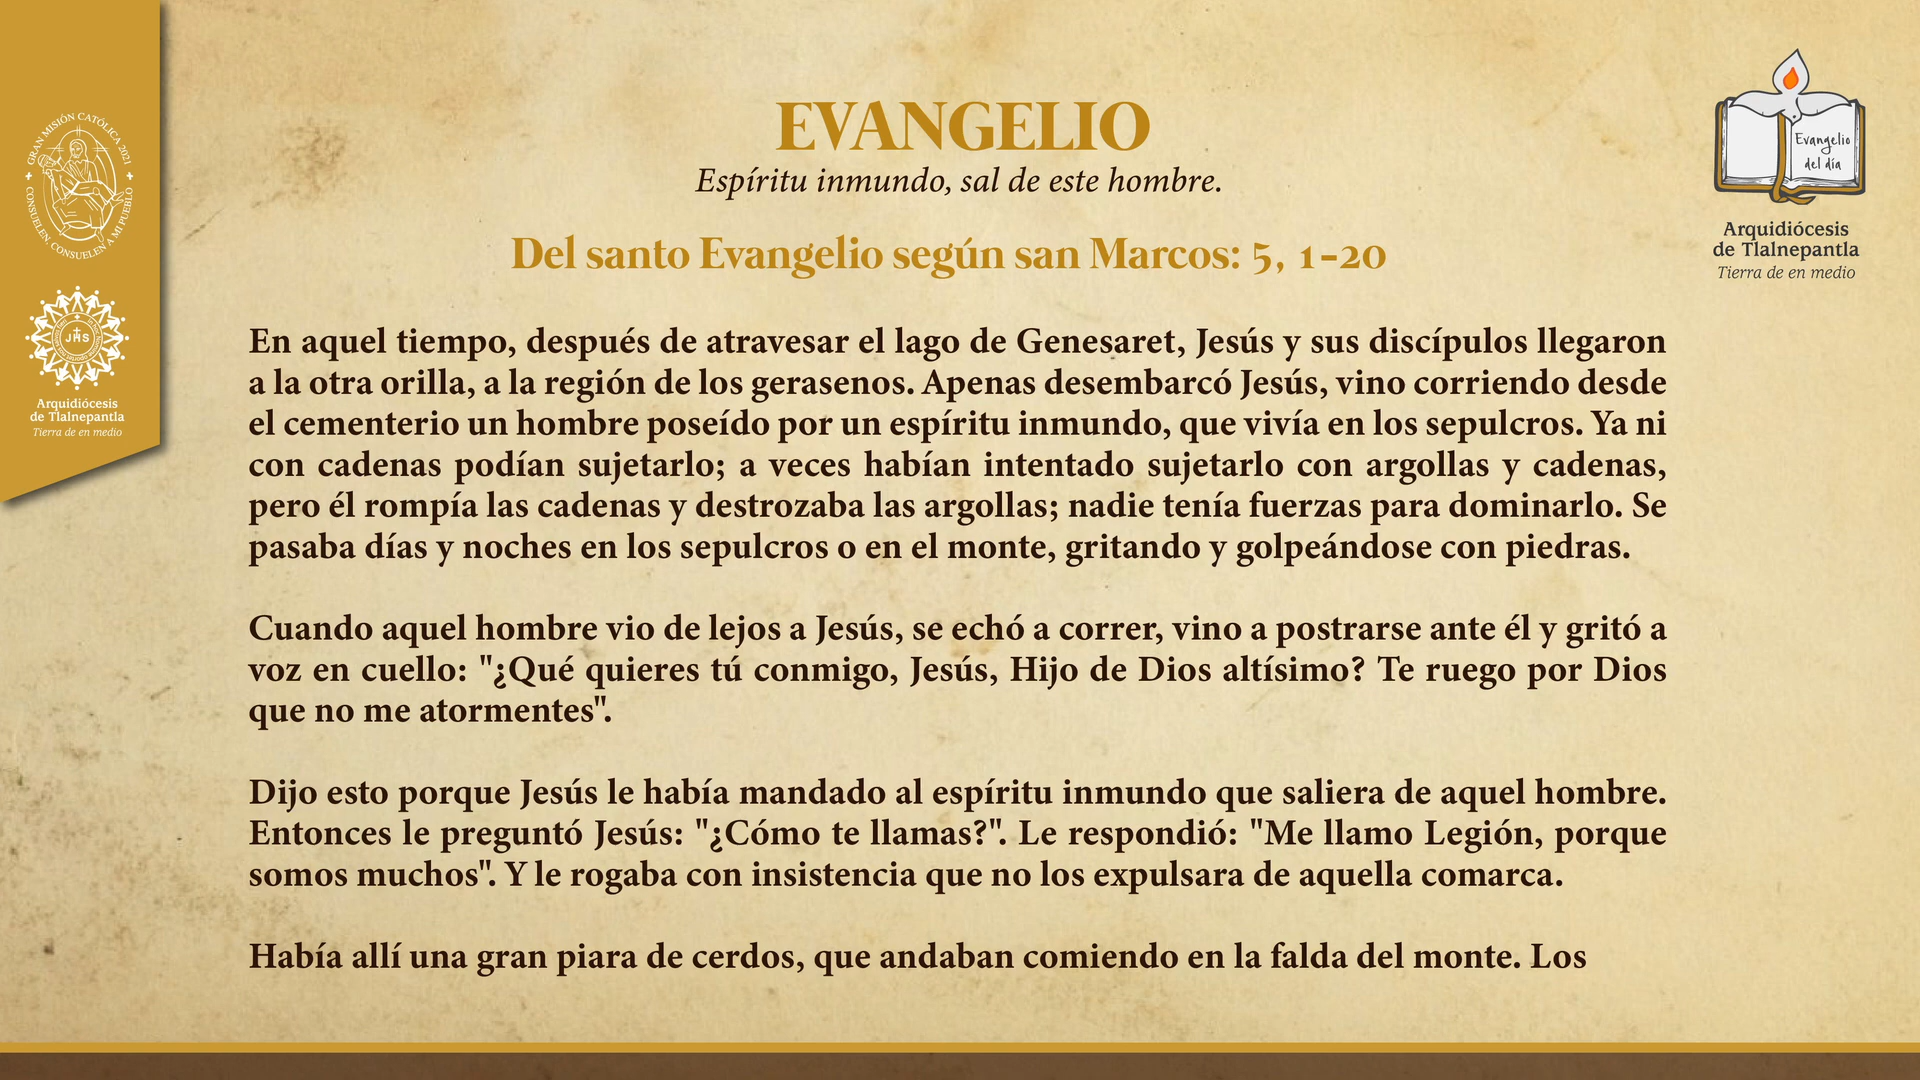 EVANGELIO
Espíritu inmundo, sal de este hombre.
Del santo Evangelio según san Marcos: 5, 1-20
En aquel tiempo, después de atravesar el lago de Genesaret, Jesús y sus discípulos llegaron
a la otra orilla, a la región de los gerasenos. Apenas desembarcó Jesús, vino corriendo desde
el cementerio un hombre poseído por un espíritu inmundo, que vivía en los sepulcros. Ya ni
con cadenas podían sujetarlo; a veces habían intentado sujetarlo con argollas y cadenas,
pero él rompía las cadenas y destrozaba las argollas; nadie tenía fuerzas para dominarlo. Se
pasaba días y noches en los sepulcros o en el monte, gritando y golpeándose con piedras.
Cuando aquel hombre vio de lejos a Jesús, se echó a correr, vino a postrarse ante él y gritó a
voz en cuello: "¿Qué quieres tú conmigo, Jesús, Hijo de Dios altísimo? Te ruego por Dios
que no me atormentes".
Dijo esto porque Jesús le había mandado al espíritu inmundo que saliera de aquel hombre.
Entonces le preguntó Jesús: "¿Cómo te llamas?". Le respondió: "Me llamo Legión, porque
somos muchos". Y le rogaba con insistencia que no los expulsara de aquella comarca.
Había allí una gran piara de cerdos, que andaban comiendo en la falda del monte. Los
GRAN MISIÓN CATÓLICA 2021
CONSUELEN, CONSUELEN A MI PUEBLO
JHS
Arquidiócesis
de Tlalnepantla
Tierra de en medio
Evangelio
del día
Arquidiócesis
de Tlalnepantla
Tierra de en medio